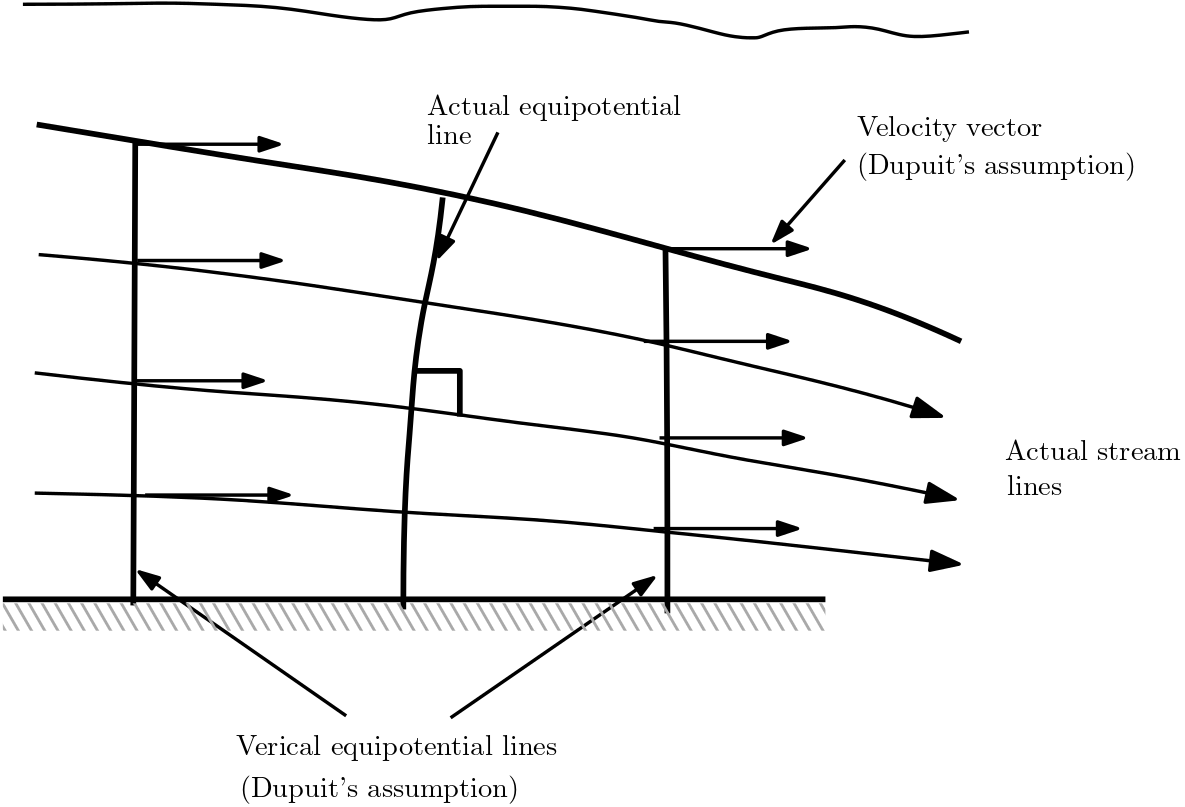 Actual equipotential
line
Velocity vector
(Dupuit's assumption)
Actual stream
lines
Verical equipotential lines
(Dupuit's assumption)